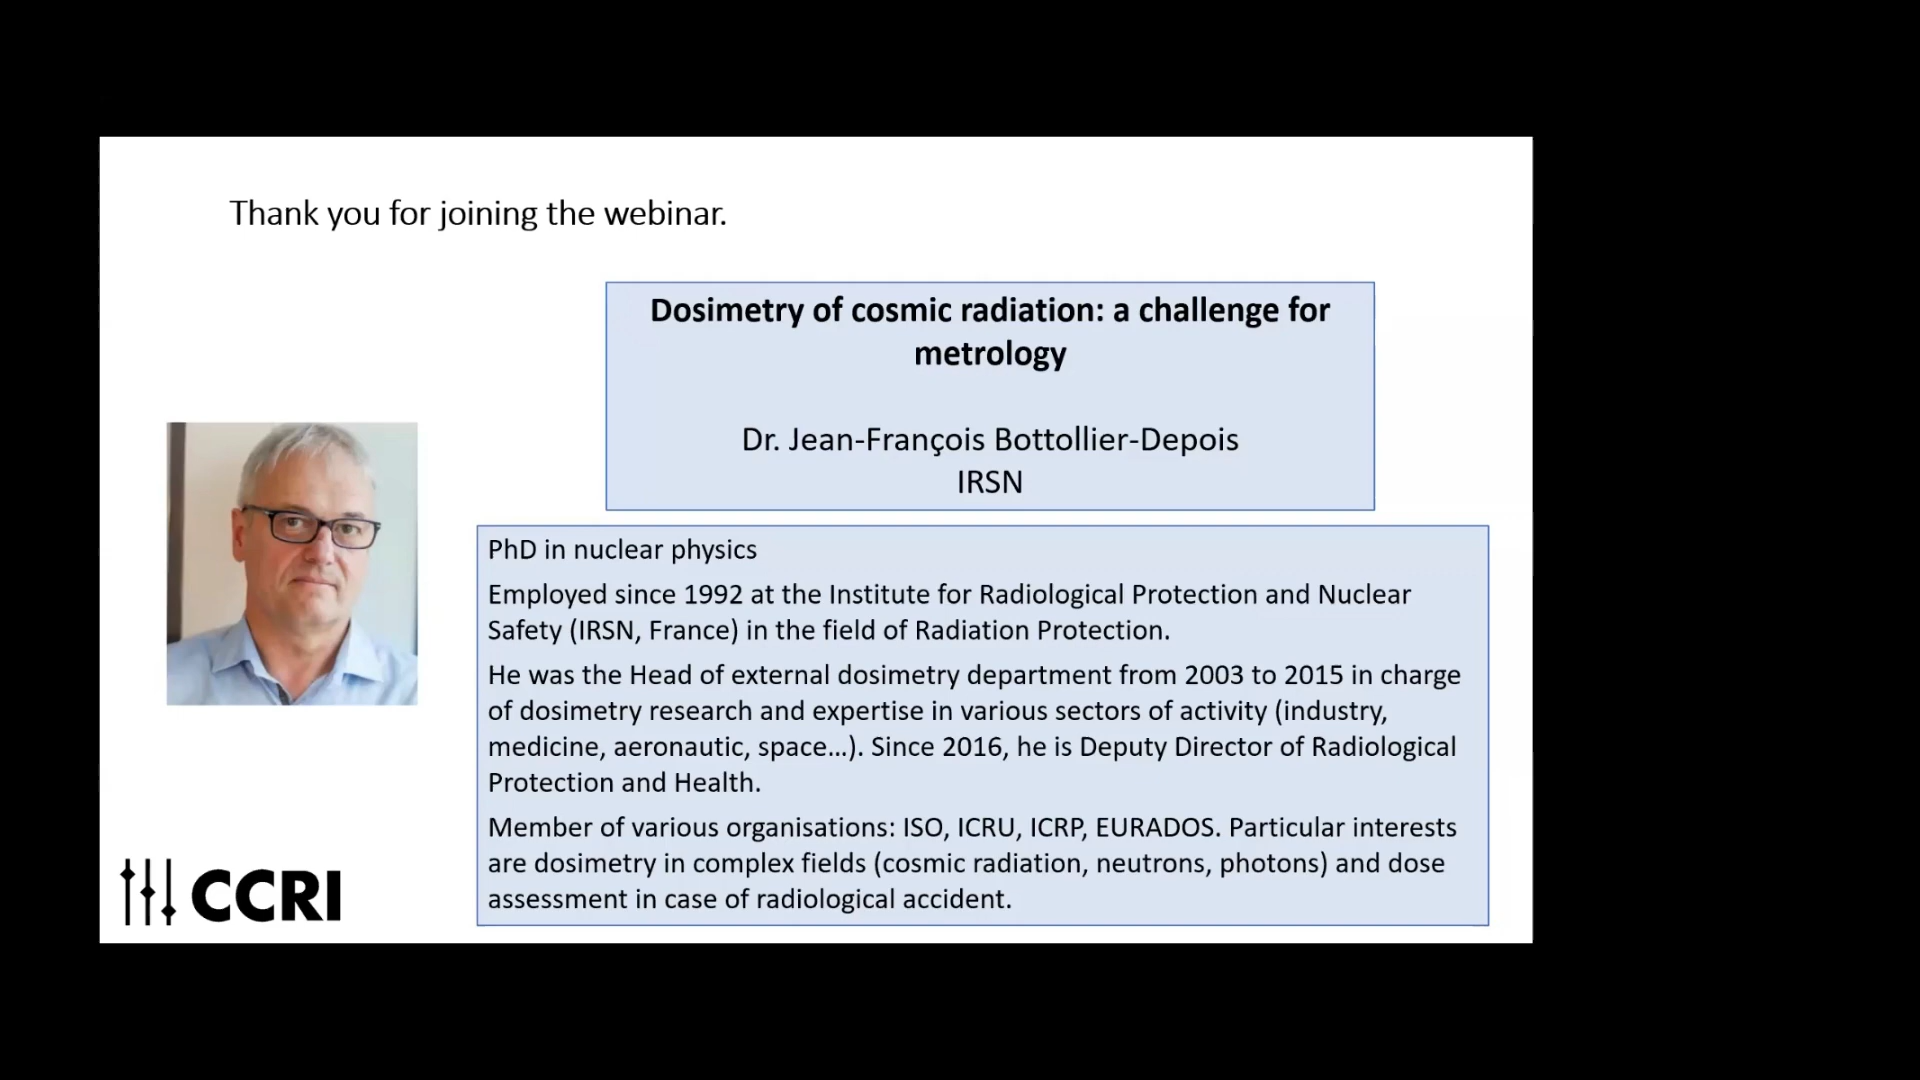 Thank you for joining the webinar.
Dosimetry of cosmic radiation: a challenge for
metrology
Dr. Jean-François Bottollier-Depois
IRSN
PhD in nuclear physics
Employed since 1992 at the Institute for Radiological Protection and Nuclear
Safety (IRSN, France) in the field of Radiation Protection.
He was the Head of external dosimetry department from 2003 to 2015 in charge
of dosimetry research and expertise in various sectors of activity (industry,
medicine, aeronautic, space…). Since 2016, he is Deputy Director of Radiological
Protection and Health.
Member of various organisations: ISO, ICRU, ICRP, EURADOS. Particular interests
are dosimetry in complex fields (cosmic radiation, neutrons, photons) and dose
assessment in case of radiological accident.
CCRI